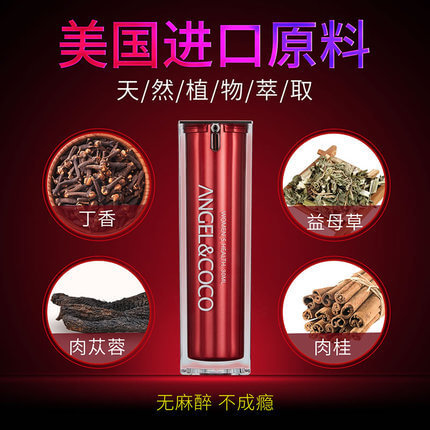 美国进口原料
天/然/植/物/萃/取
丁香
益母草
ANGEL&COCO
肉苁蓉
肉桂
无麻醉 不成瘾